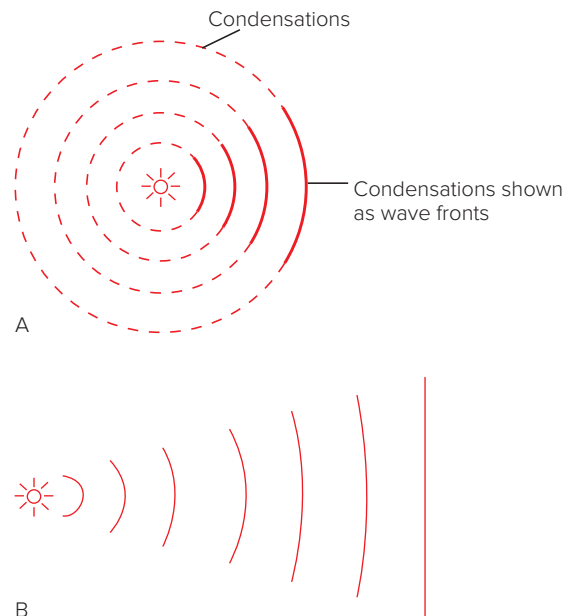 Condensations
Condensations shown
as wave fronts
A
B